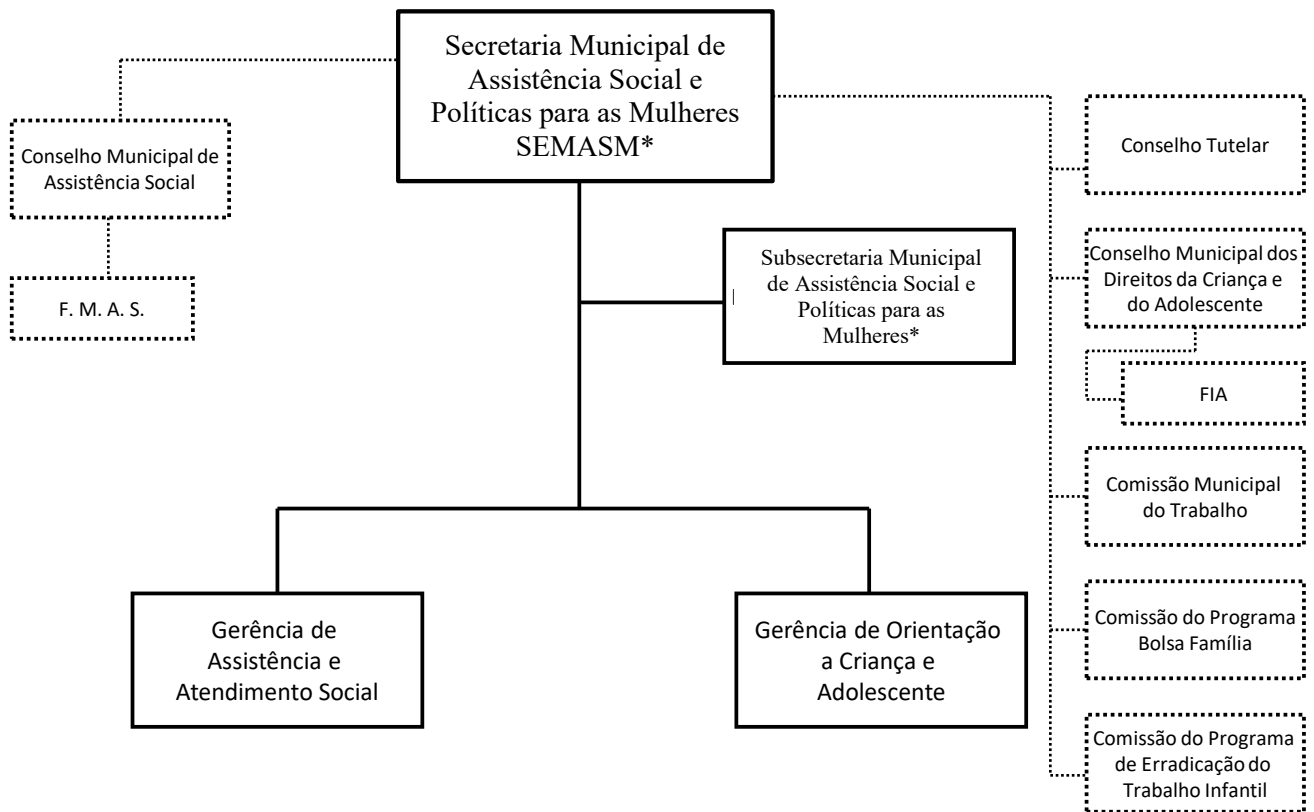 Secretaria Municipal de
Assistência Social e
Políticas para as Mulheres
SEMASM*
Conselho Municipal de
Assistência Social
F. M. A. S.
Subsecretaria Municipal
de Assistência Social e
Políticas para as
Mulheres*
Conselho Tutelar
Conselho Municipal dos
Direitos da Criança e
do Adolescente
FIA
Comissão Municipal
do Trabalho
Comissão do Programa
Bolsa Família
Comissão do Programa
de Erradicação do
Trabalho Infantil
Gerência de
Assistência e
Atendimento Social
Gerência de Orientação
a Criança e
Adolescente